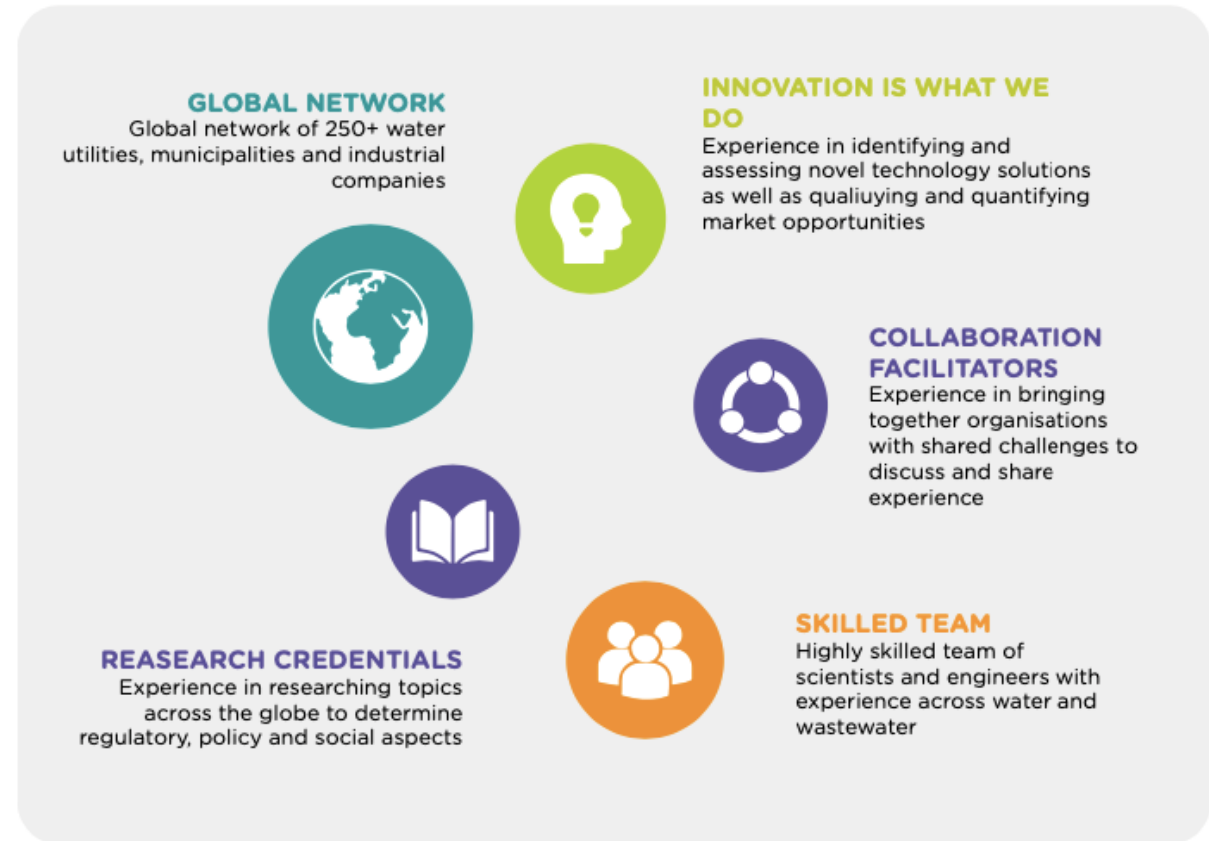 GLOBAL NETWORK
Global network of 250+ water
utilities, municipalities and industrial
companies
INNOVATION IS WHAT WE
DO
Experience in identifying and
assessing novel technology solutions
as well as qualiuying and quantifying
market opportunities
COLLABORATION
FACILITATORS
Experience in bringing
together organisations
with shared challenges to
discuss and share
experience
REASEARCH CREDENTIALS
Experience in researching topics
across the globe to determine
regulatory, policy and social aspects
SKILLED TEAM
Highly skilled team of
scientists and engineers with
experience across water and
wastewater